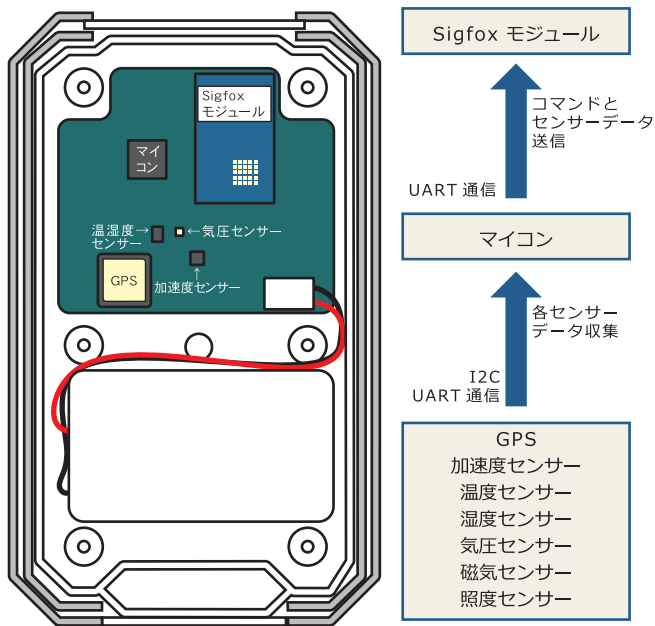 Sigfox
モジュール
マイ
コン
温湿度→
センサー
←気圧センサー
GPS
↑
加速度センサー
Sigfox モジュール
コマンドと
センサーデータ
送信
UART 通信
マイコン
各センサー
データ収集
I2C
UART 通信
GPS
加速度センサー
温度センサー
湿度センサー
気圧センサー
磁気センサー
照度センサー